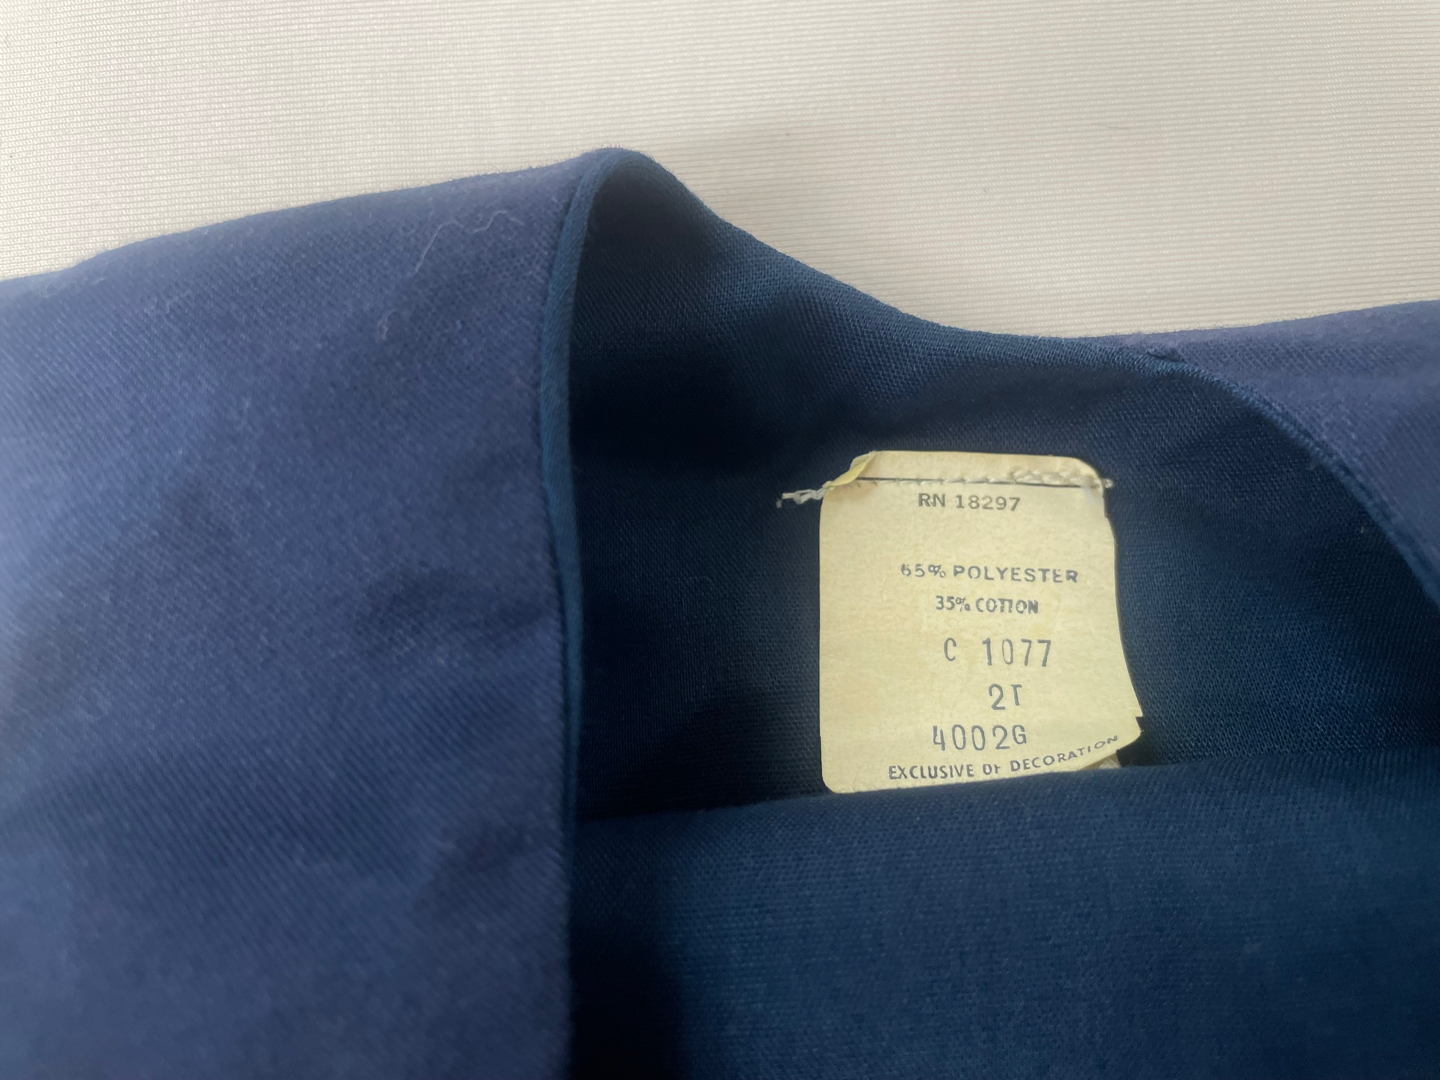 RN 18297
65% POLYESTER
35% COTTON
C 1077
2T
4002G
EXCLUSIVE OF DECORATION